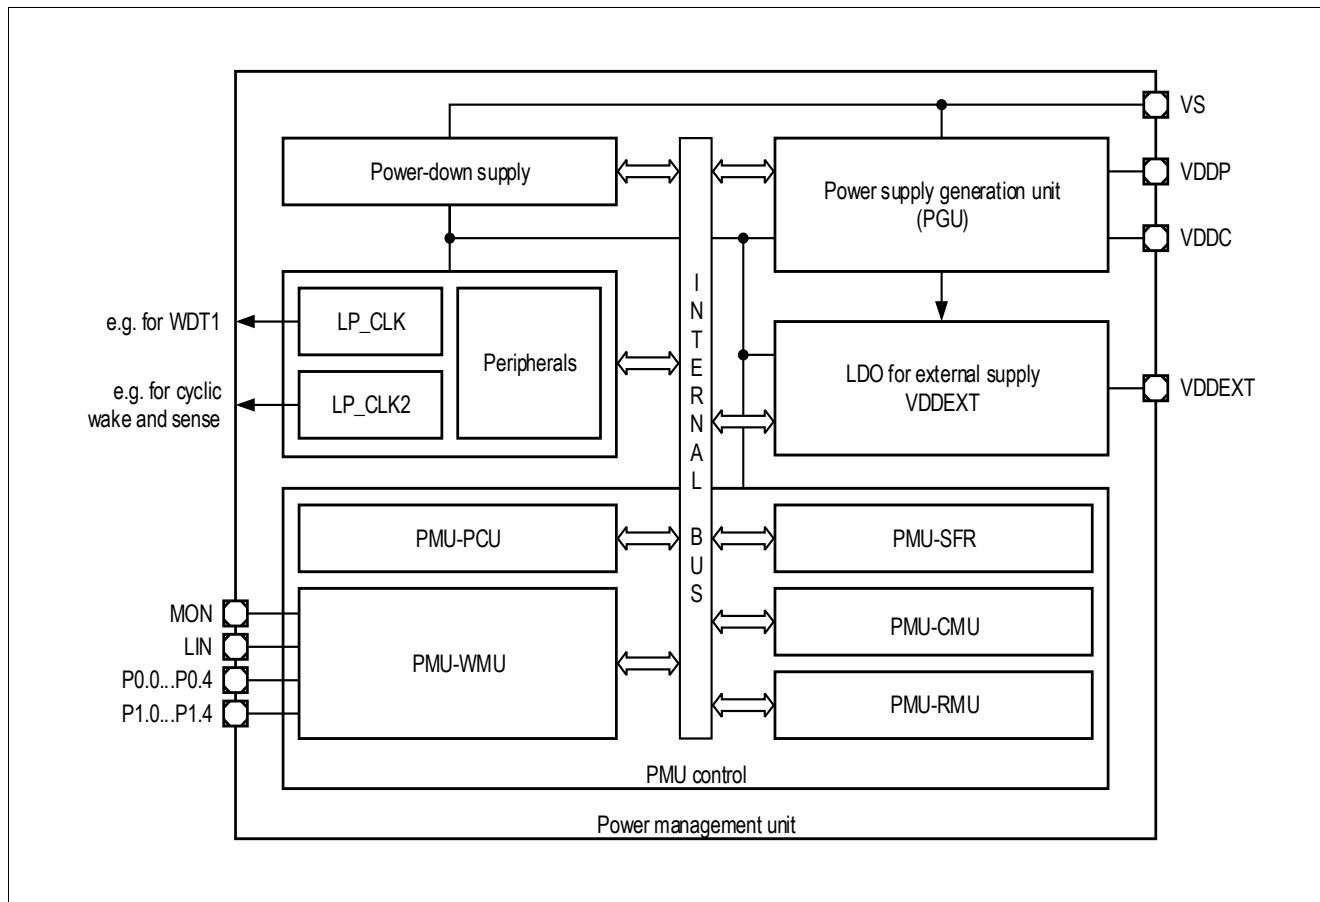 VS
Power-down supply
Power supply generation unit
(PGU)
VDDP
VDDC
INTERNAL BUS
e.g. for WDT1
LP_CLK
Peripherals
e.g. for cyclic
wake and sense
LP_CLK2
LDO for external supply
VDDEXT
VDDEXT
PMU-PCU
PMU-SFR
MON
LIN
P0.0...P0.4
P1.0...P1.4
PMU-WMU
PMU-CMU
PMU-RMU
PMU control
Power management unit